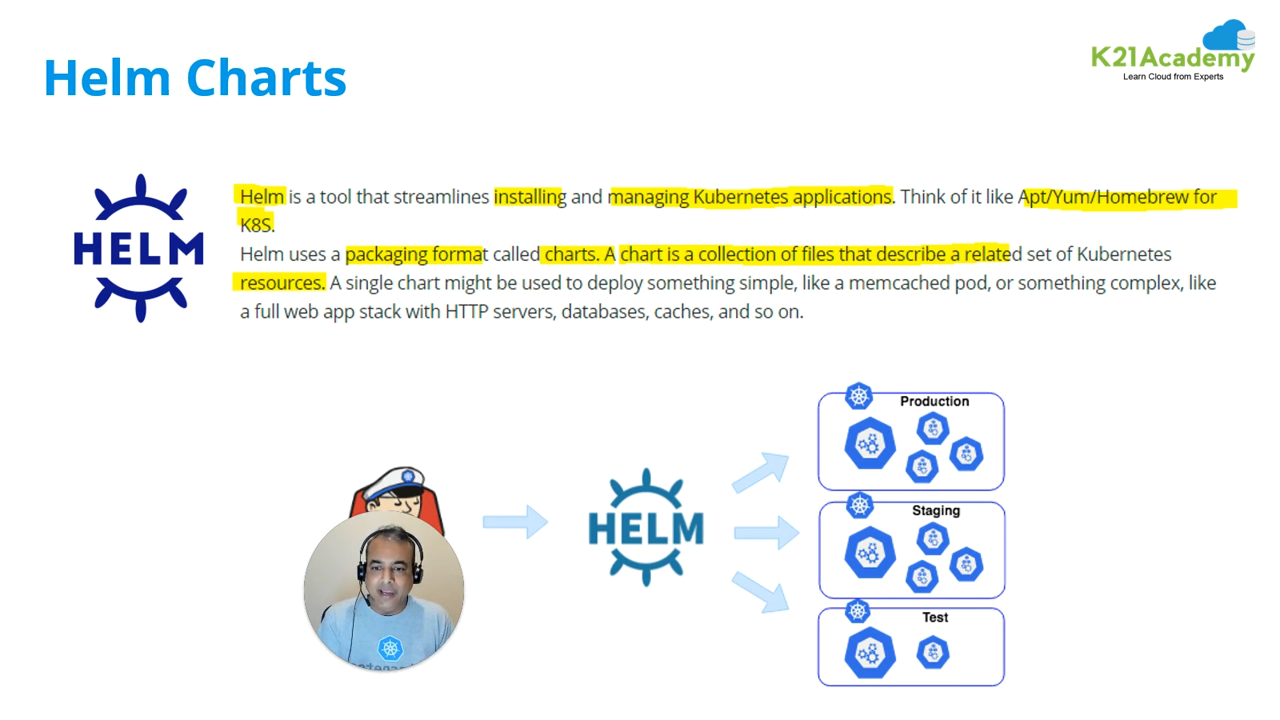 Helm Charts
K21Academy
Learn Cloud from Experts
HELM
Helm is a tool that streamlines installing and managing Kubernetes applications. Think of it like Apt/Yum/Homebrew for
K8S.
Helm uses a packaging format called charts. A chart is a collection of files that describe a related set of Kubernetes
resources. A single chart might be used to deploy something simple, like a memcached pod, or something complex, like
a full web app stack with HTTP servers, databases, caches, and so on.
Production
HELM
Staging
Test